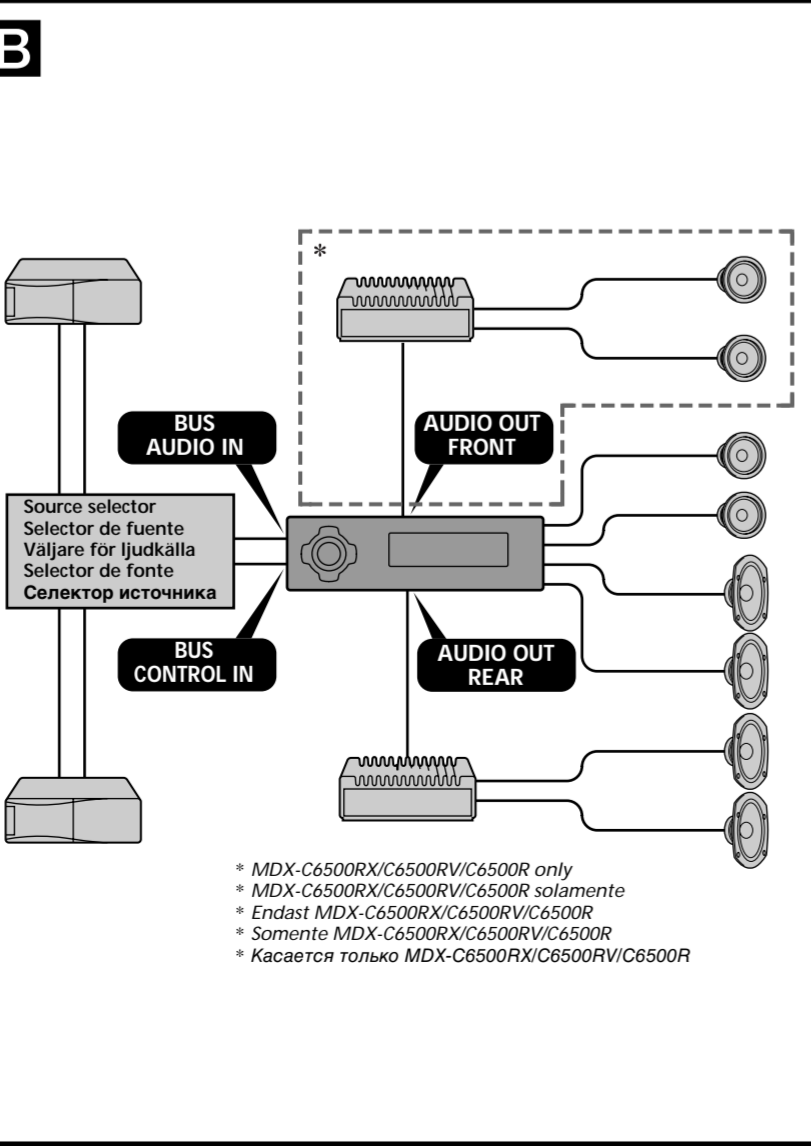 B
*
BUS
AUDIO IN
AUDIO OUT
FRONT
Source selector
Selector de fuente
Väljare för ljudkälla
Selector de fonte
Селектор источника
BUS
CONTROL IN
AUDIO OUT
REAR
* MDX-C6500RX/C6500RV/C6500R only
* MDX-C6500RX/C6500RV/C6500R solamente
* Endast MDX-C6500RX/C6500RV/C6500R
* Somente MDX-C6500RX/C6500RV/C6500R
* Касается только MDX-C6500RX/C6500RV/C6500R